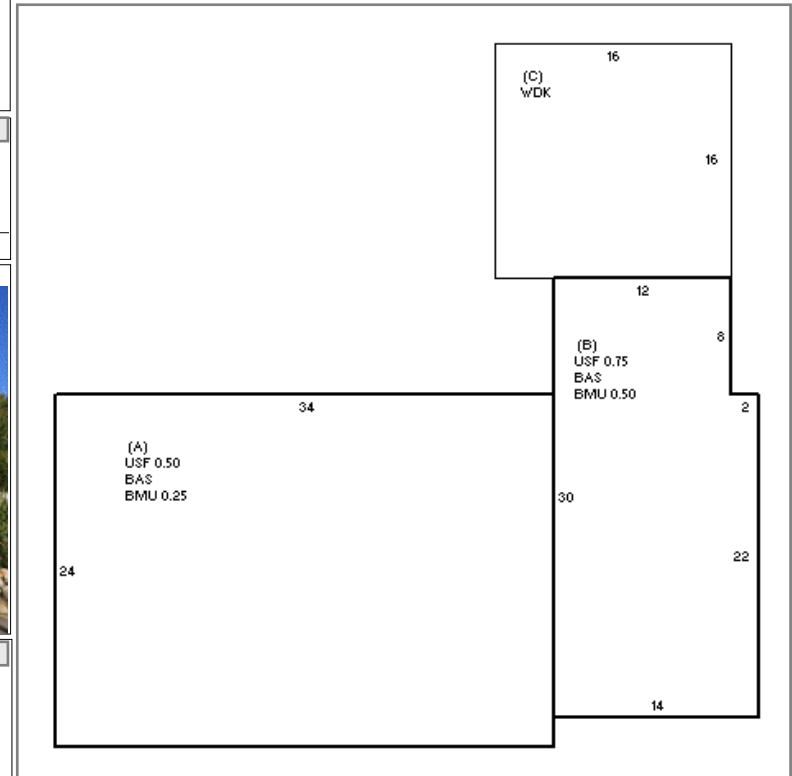 16
(C)
WDK
16
12
8
(B)
USF 0.75
BAS
BMU 0.50
34
2
(A)
USF 0.50
BAS
BMU 0.25
30
22
24
14